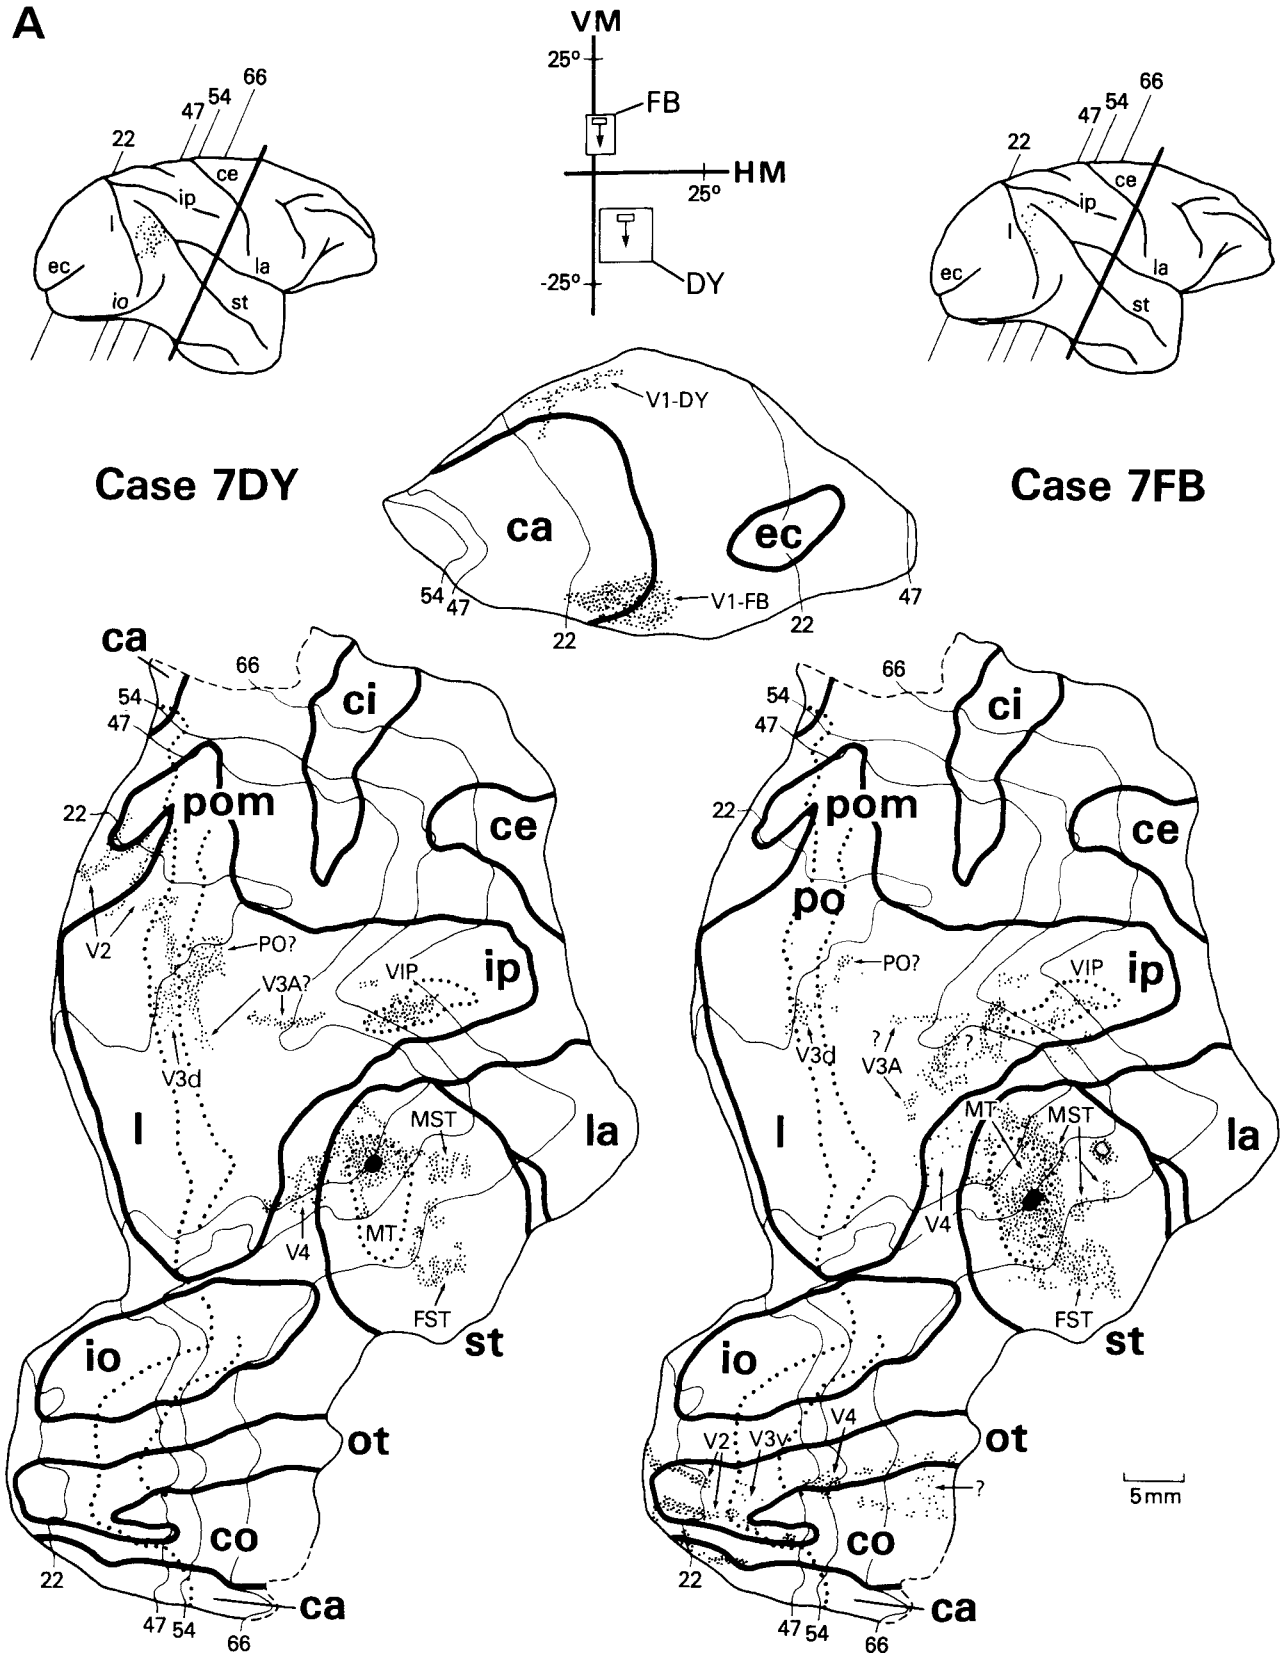 A
VM
25°
FB
HM
25°
-25°
DY
66
54
47
22
ce
ip
l
ec
la
io
st
66
54
47
22
ce
ip
l
ec
la
io
st
V1-DY
Case 7DY
Case 7FB
ca
ec
54
47
V1-FB
22
22
47
ca
66
ci
54
47
pom
22
ce
V2
PO?
V3A?
VIP
ip
V3d
l
MST
la
MT
V4
FST
st
io
ot
co
22
ca
47
54
66
66
ci
54
47
pom
22
ce
po
PO?
VIP
ip
?
?
V3d
V3A
l
MT
MST
la
V4
FST
st
io
V4
V2
V3v
ot
?
5mm
co
22
ca
47
54
66